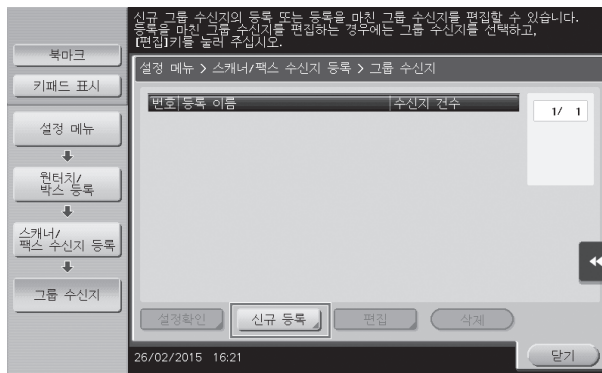 신규 그룹 수신지의 등록 또는 등록을 마친 그룹 수신지를 편집할 수 있습니다.
등록을 마친 그룹 수신지를 편집하는 경우에는 그룹 수신지를 선택하고,
[편집]키를 눌러 주십시오.
북마크
키패드 표시
설정 메뉴
원터치/
박스 등록
스캐너/
팩스 수신지 등록
그룹 수신지
설정 메뉴 > 스캐너/팩스 수신지 등록 > 그룹 수신지
번호 등록 이름 수신지 건수
1/ 1
설정확인 신규 등록 편집 삭제
26/02/2015 16:21
닫기